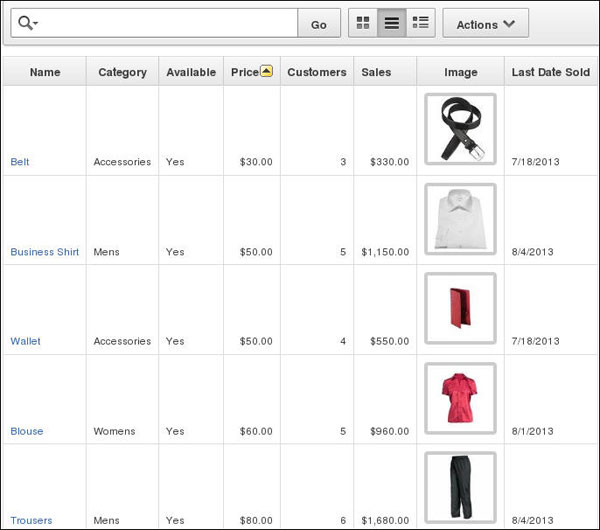 Go Actions
Name Category Available Price Customers Sales Image Last Date Sold
Belt Accessories Yes $30.00 3 $330.00 7/18/2013
Business Shirt Mens Yes $50.00 5 $1,150.00 8/4/2013
Wallet Accessories Yes $50.00 4 $550.00 7/18/2013
Blouse Womens Yes $60.00 5 $960.00 8/1/2013
Trousers Mens Yes $80.00 6 $1,680.00 8/4/2013